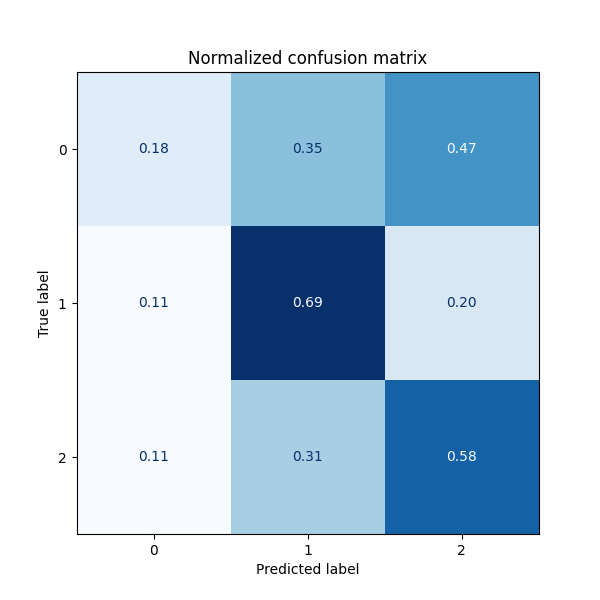 Normalized confusion matrix
0 0.18 0.35 0.47
True label
1 0.11 0.69 0.20
2 0.11 0.31 0.58
0 1 2
Predicted label